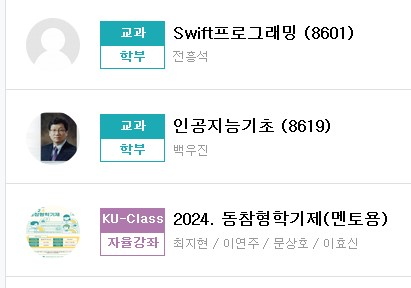 교과 Swift프로그래밍 (8601)
학부 전흥석
교과 인공지능기초 (8619)
학부 백우진
KU-Class 2024. 동참형학기제(멘토용)
자율강좌 최지현 / 이연주 / 문상호 / 이효신